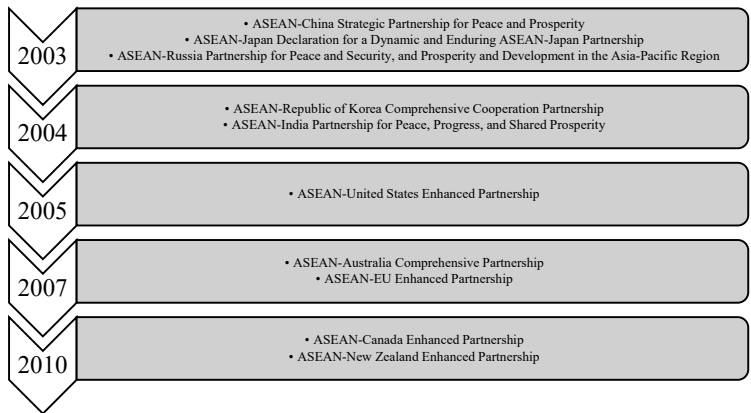 2003
• ASEAN-China Strategic Partnership for Peace and Prosperity
• ASEAN-Japan Declaration for a Dynamic and Enduring ASEAN-Japan Partnership
• ASEAN-Russia Partnership for Peace and Security, and Prosperity and Development in the Asia-Pacific Region
2004
• ASEAN-Republic of Korea Comprehensive Cooperation Partnership
• ASEAN-India Partnership for Peace, Progress, and Shared Prosperity
2005
• ASEAN-United States Enhanced Partnership
2007
• ASEAN-Australia Comprehensive Partnership
• ASEAN-EU Enhanced Partnership
2010
• ASEAN-Canada Enhanced Partnership
• ASEAN-New Zealand Enhanced Partnership